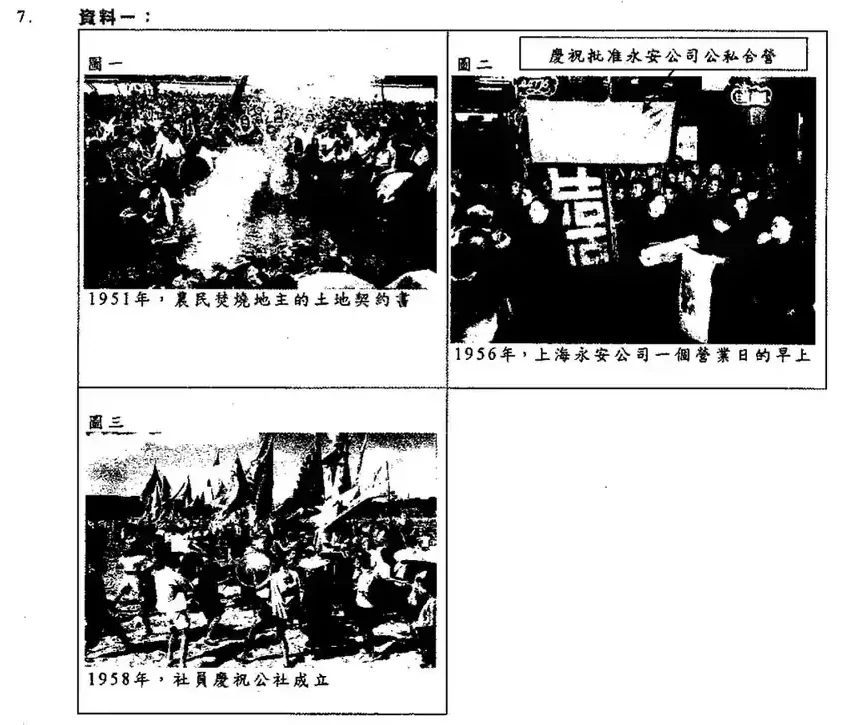 7. 資料一：
圖一
圖二
慶祝批准永安公司公私合營
1951年，農民焚燒地主的土地契約書
1956年，上海永安公司一個營業日的早上
圖三
1958年，社員慶祝公社成立